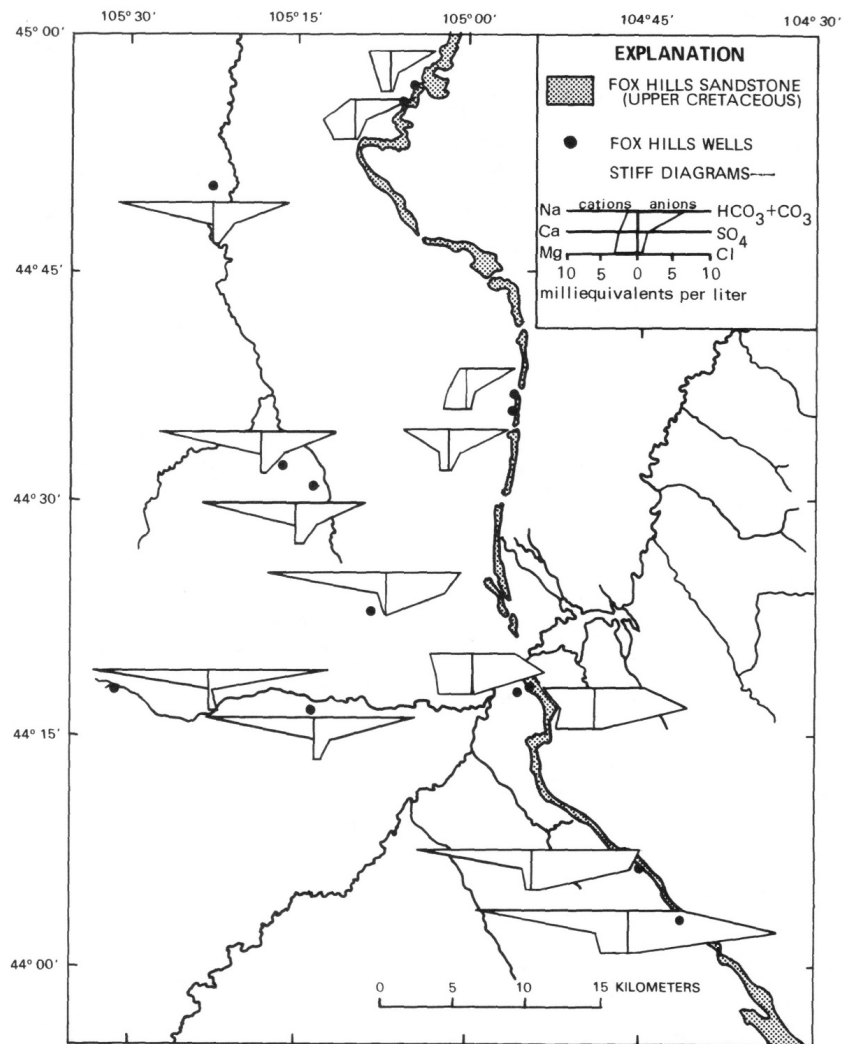 105° 30' 105° 15' 105° 00' 104° 45' 104° 30'
45° 00'
EXPLANATION
FOX HILLS SANDSTONE
(UPPER CRETACEOUS)
FOX HILLS WELLS
STIFF DIAGRAMS
Na cations anions HCO3+CO3
Ca SO4
Mg Cl
10 5 0 5 10
milliequivalents per liter
44° 45'
44° 30'
44° 15'
44° 00'
0 5 10 15 KILOMETERS